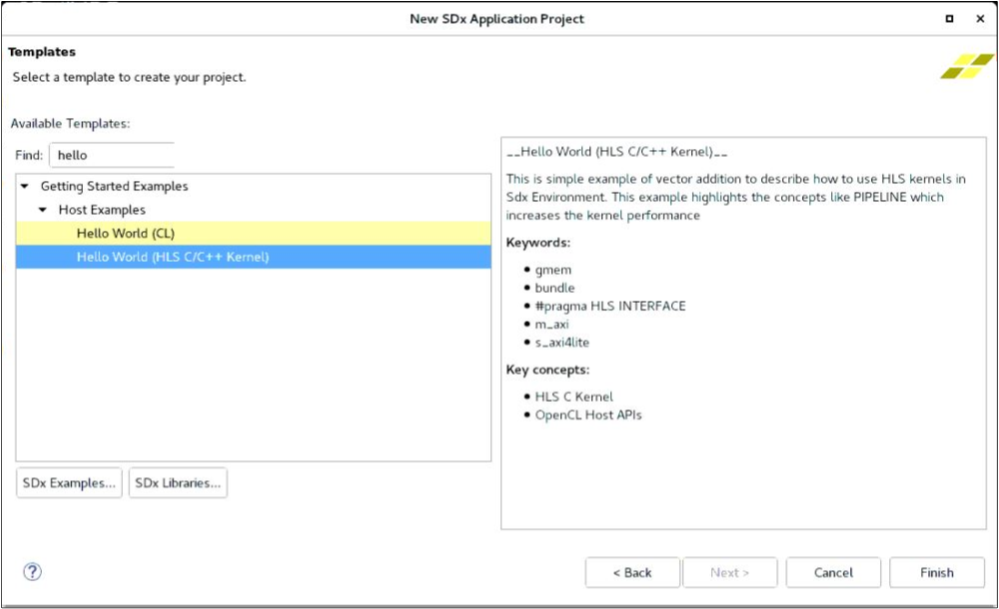 New SDx Application Project
Templates
Select a template to create your project.
Available Templates:
Find: hello
Getting Started Examples
Host Examples
Hello World (CL)
Hello World (HLS C/C++ Kernel)
SDx Examples...
SDx Libraries...
__Hello World (HLS C/C++ Kernel)__
This is simple example of vector addition to describe how to use HLS kernels in
Sdx Environment. This example highlights the concepts like PIPELINE which
increases the kernel performance
Keywords:
gmem
bundle
#pragma HLS INTERFACE
m_axi
s_axi4lite
Key concepts:
HLS C Kernel
OpenCL Host APIs
?
< Back
Next >
Cancel
Finish